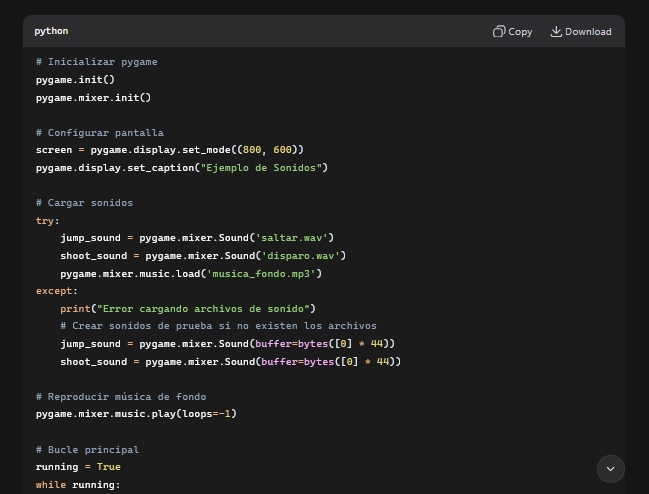 python
Copy
Download
# Inicializar pygame
pygame.init()
pygame.mixer.init()
# Configurar pantalla
screen = pygame.display.set_mode((800, 600))
pygame.display.set_caption("Ejemplo de Sonidos")
# Cargar sonidos
try:
    jump_sound = pygame.mixer.Sound('saltar.wav')
    shoot_sound = pygame.mixer.Sound('disparo.wav')
    pygame.mixer.music.load('musica_fondo.mp3')
except:
    print("Error cargando archivos de sonido")
    # Crear sonidos de prueba si no existen los archivos
    jump_sound = pygame.mixer.Sound(buffer=bytes([0] * 44))
    shoot_sound = pygame.mixer.Sound(buffer=bytes([0] * 44))
# Reproducir música de fondo
pygame.mixer.music.play(loops=-1)
# Bucle principal
running = True
while running: